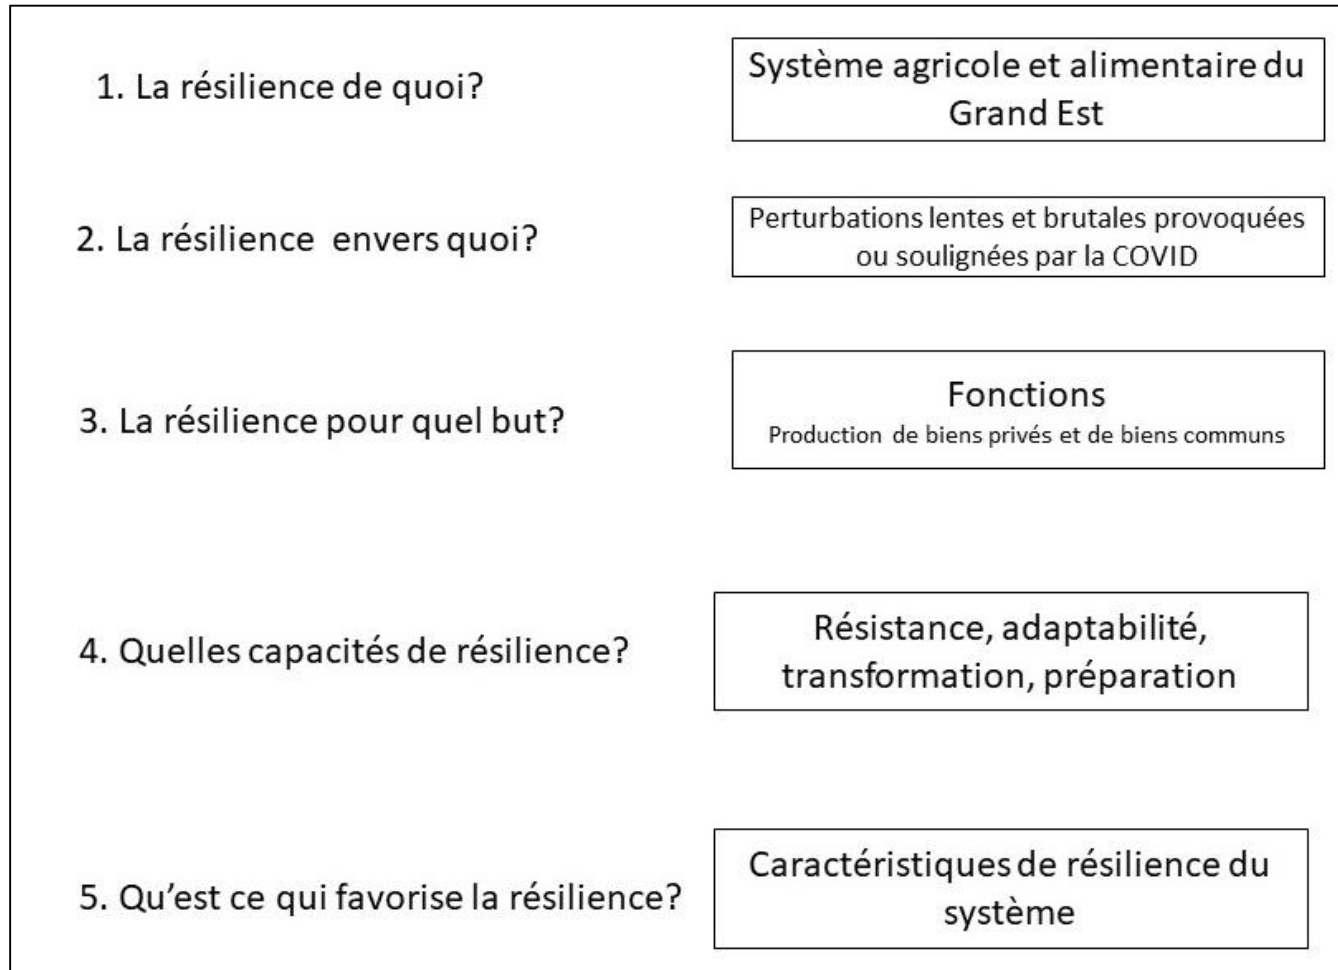 1. La résilience de quoi?
Système agricole et alimentaire du
Grand Est
2. La résilience envers quoi?
Perturbations lentes et brutales provoquées
ou soulignées par la COVID
3. La résilience pour quel but?
Fonctions
Production de biens privés et de biens communs
4. Quelles capacités de résilience?
Résistance, adaptabilité,
transformation, préparation
5. Qu’est ce qui favorise la résilience?
Caractéristiques de résilience du
système